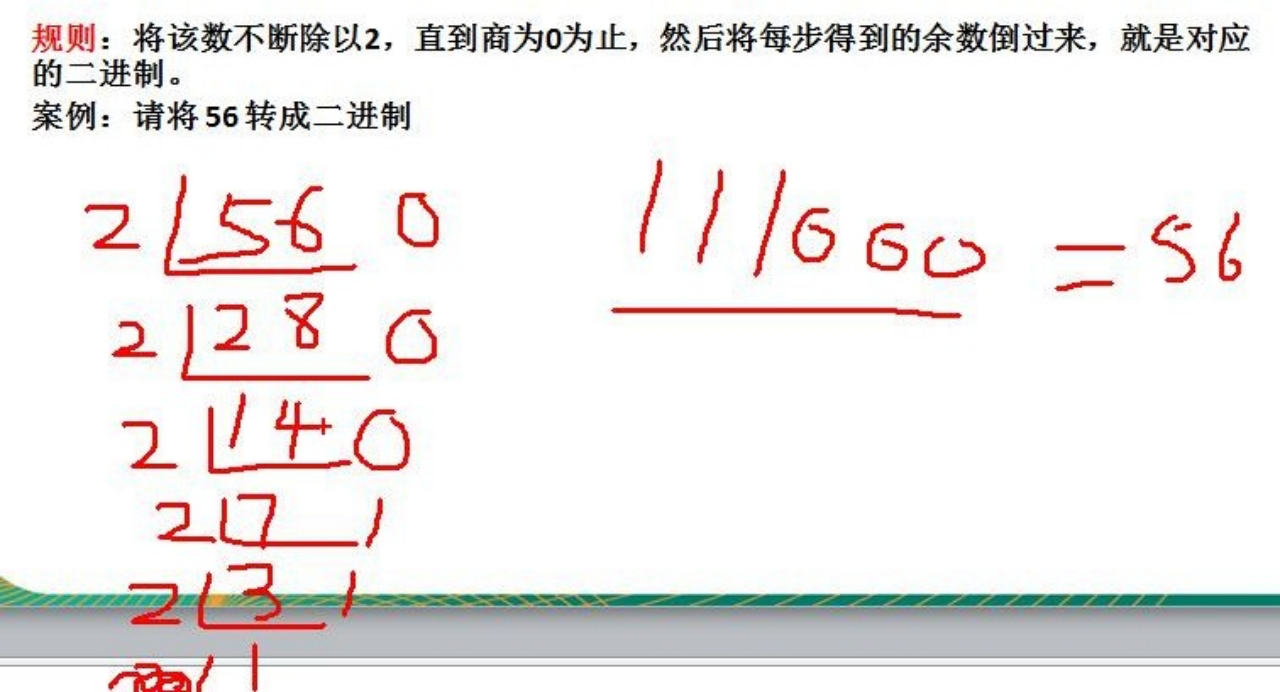 规则：将该数不断除以2，直到商为0为止，然后将每步得到的余数倒过来，就是对应
的二进制。
案例：请将 56 转成二进制
2 56 0
111000 = 56
2 28 0
2 14 0
2 7 1
2 3 1
1